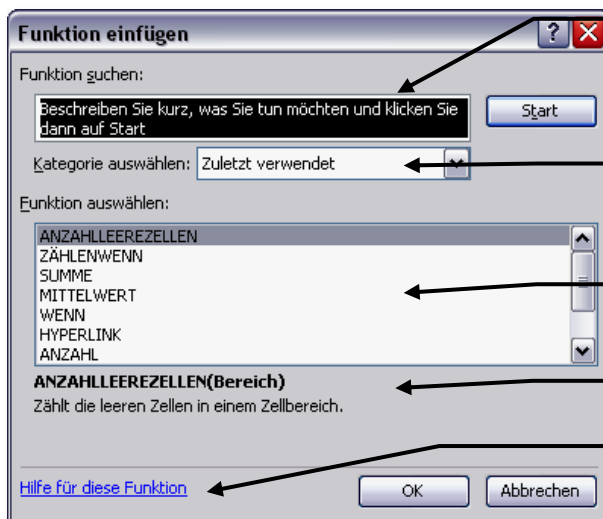 Funktion einfügen
Funktion suchen:
Beschreiben Sie kurz, was Sie tun möchten und klicken Sie
dann auf Start
Start
Kategorie auswählen: Zuletzt verwendet
Funktion auswählen:
ANZAHLLEEREZELLEN
ZÄHLENWENN
SUMME
MITTELWERT
WENN
HYPERLINK
ANZAHL
ANZAHLLEEREZELLEN(Bereich)
Zählt die leeren Zellen in einem Zellbereich.
Hilfe für diese Funktion
OK
Abbrechen